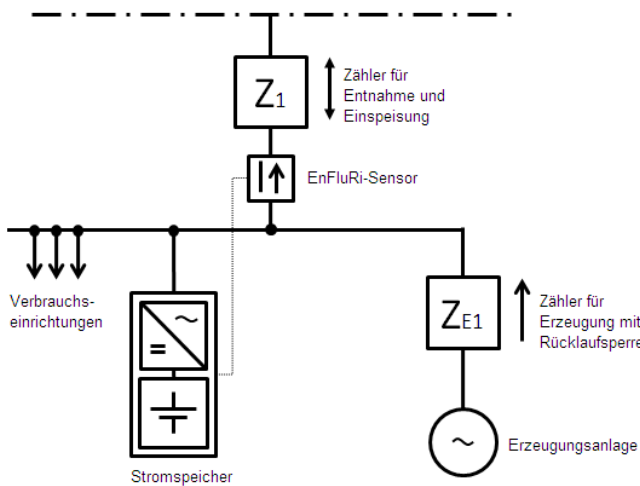 Z1
Zähler für
Entnahme und
Einspeisung
EnFluRi-Sensor
Verbrauchs-
einrichtungen
ZE1
Zähler für
Erzeugung mit
Rücklaufsperre
Erzeugungsanlage
Stromspeicher